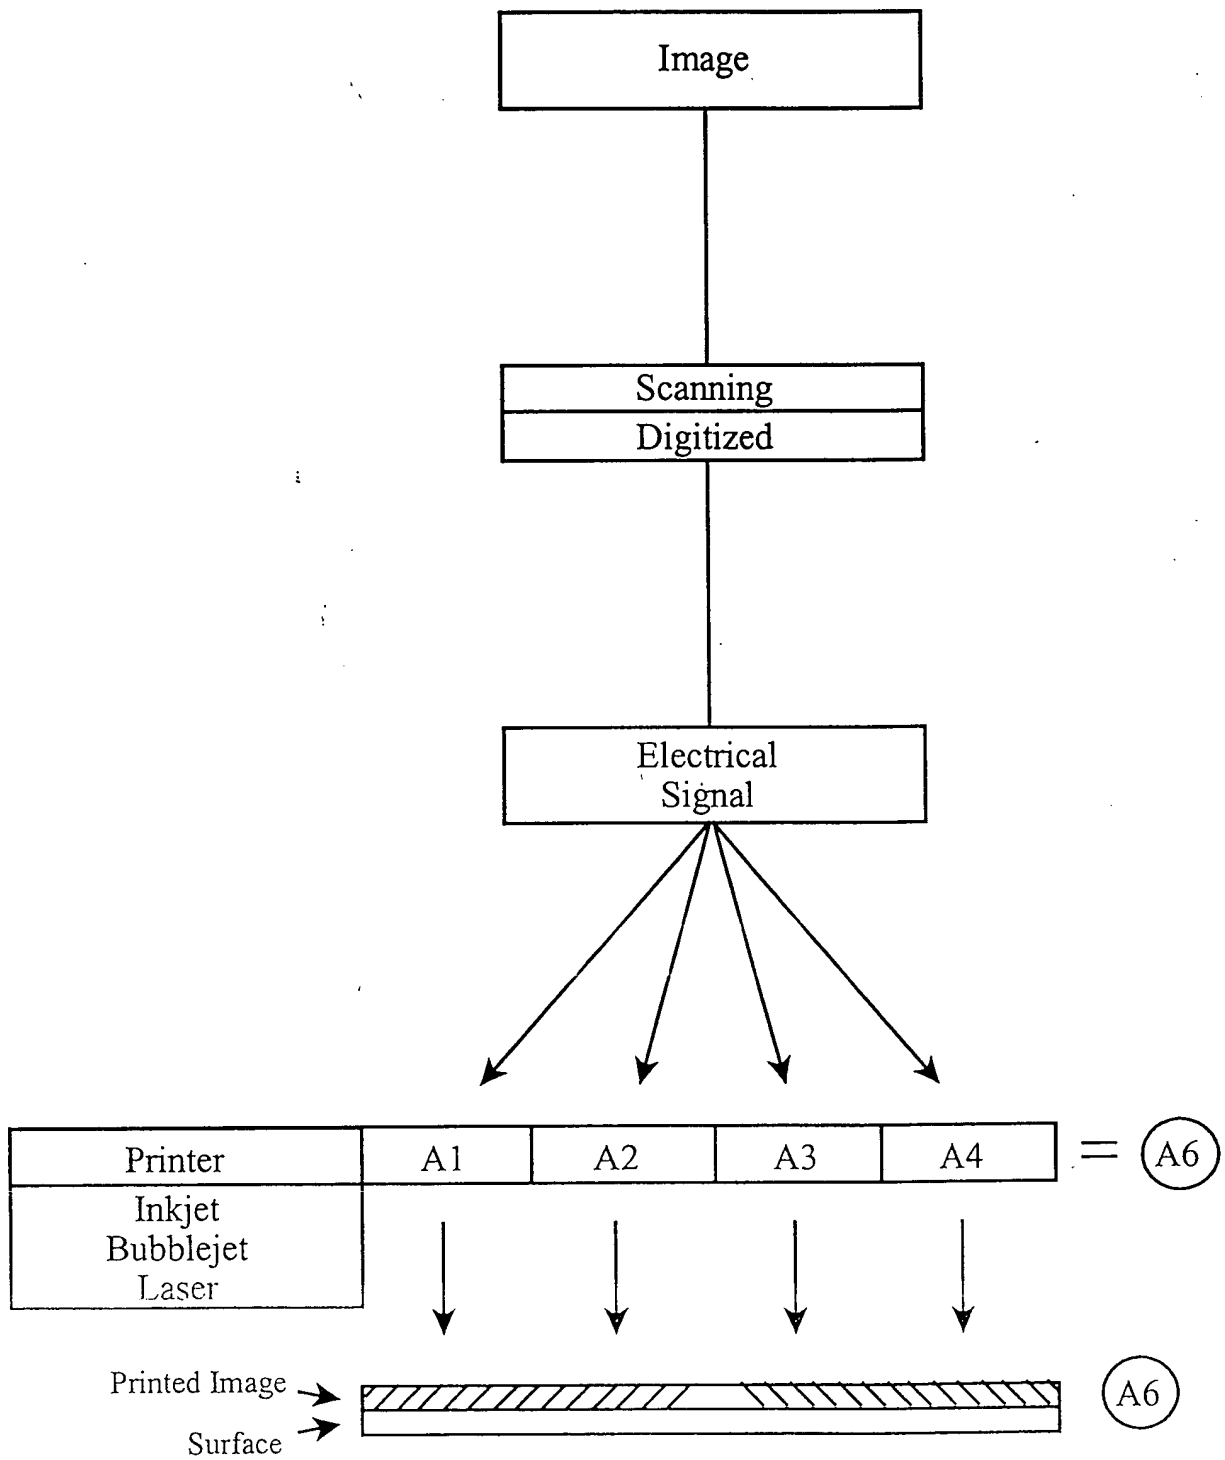 Image
Scanning
Digitized
Electrical
Signal
Printer A1 A2 A3 A4 = A6
Inkjet
Bubblejet
Laser
Printed Image
A6
Surface